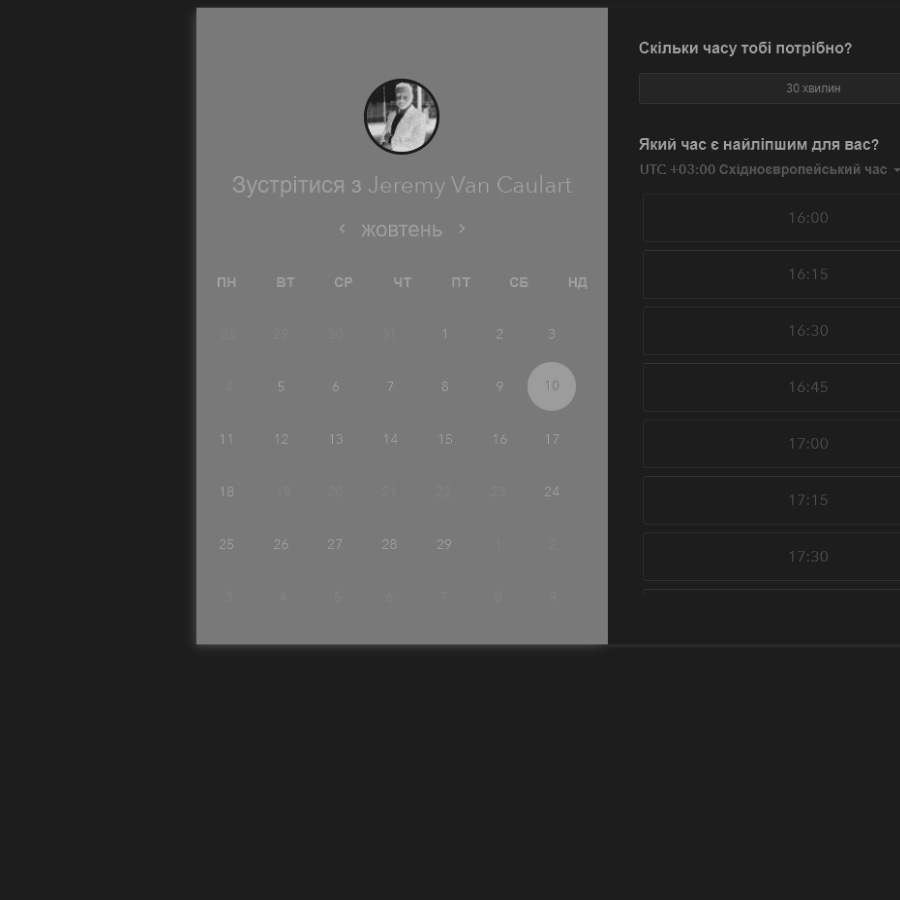 Зустрітися з Jeremy Van Caulart
жовтень
ПН ВТ СР ЧТ ПТ СБ НД
28 29 30 31 1 2 3
4 5 6 7 8 9 10
11 12 13 14 15 16 17
18 19 20 21 22 23 24
25 26 27 28 29 1 2
3 4 5 6 7 8 9
Скільки часу тобі потрібно?
30 хвилин
Який час є найліпшим для вас?
UTC +03:00 Східноєвропейський час
16:00
16:15
16:30
16:45
17:00
17:15
17:30